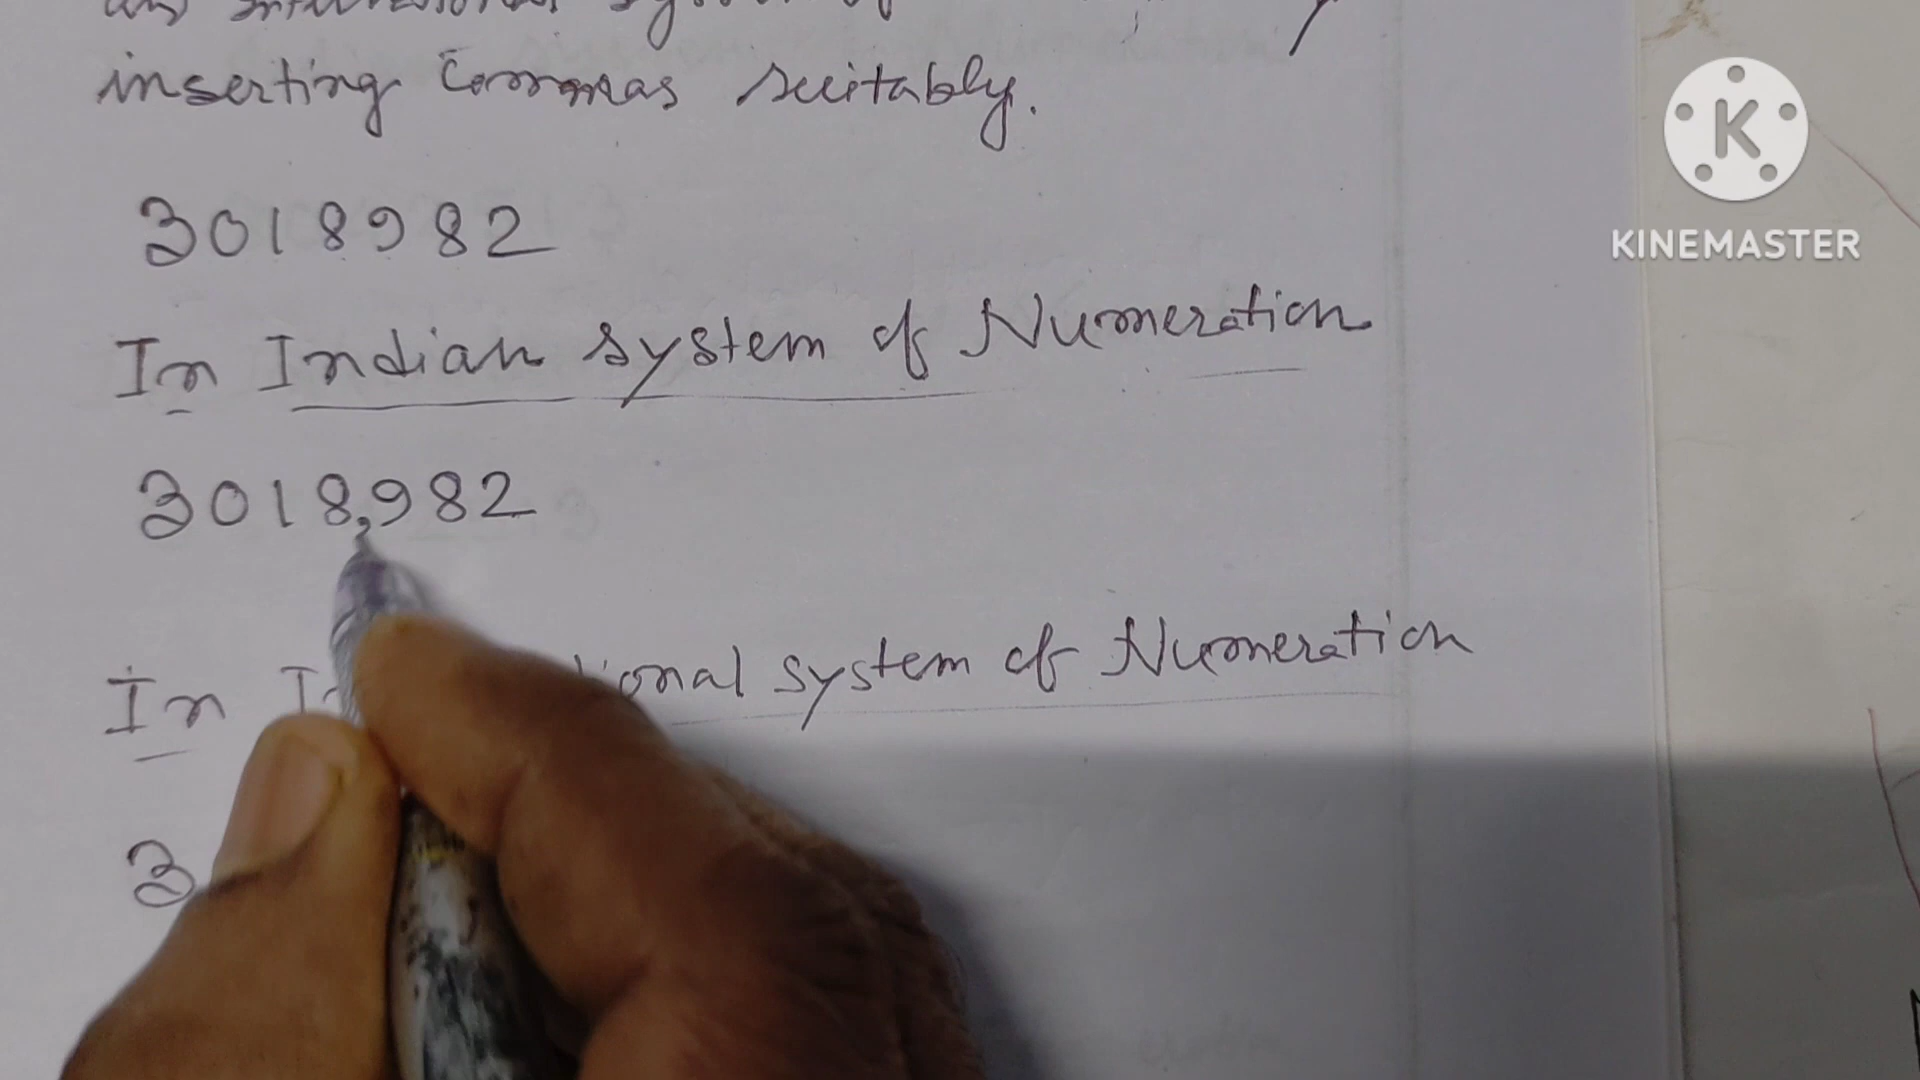 inserting Commas suitably.
3018982
In Indian system of Numeration
3018,982
In system of Numeration
3
K
KINEMASTER